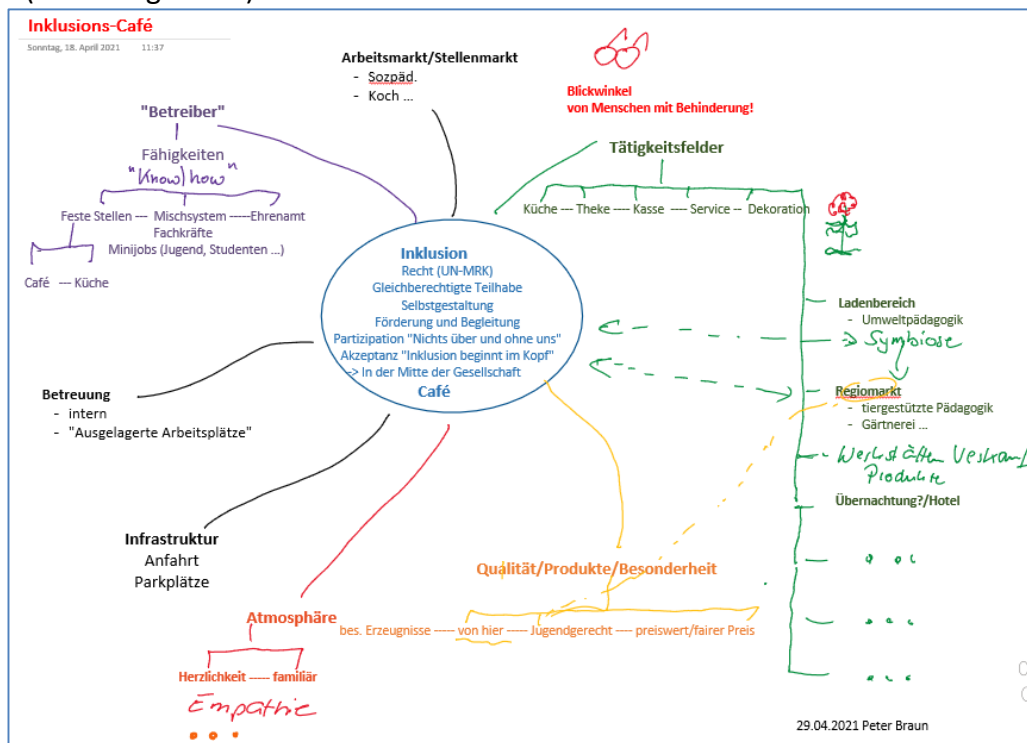 Inklusions-Café
Sonntag, 18. April 2021 11:37
Arbeitsmarkt/Stellenmarkt
- Sozpäd.
- Koch ...
Blickwinkel
von Menschen mit Behinderung!
"Betreiber"
Fähigkeiten
"Know how"
Feste Stellen --- Mischsystem -----Ehrenamt
Fachkräfte
Minijobs (Jugend, Studenten ...)
Café --- Küche
Tätigkeitsfelder
Küche --- Theke ---- Kasse ---- Service -- Dekoration
Inklusion
Recht (UN-MRK)
Gleichberechtigte Teilhabe
Selbstgestaltung
Förderung und Begleitung
Partizipation "Nichts über und ohne uns"
Akzeptanz "Inklusion beginnt im Kopf"
-> In der Mitte der Gesellschaft
Café
Ladenbereich
- Umweltpädagogik
=> Symbiose
Regiomarkt
- tiergestützte Pädagogik
- Gärtnerei ...
Werkstätten Verkauf
Produkte
Übernachtung?/Hotel
...
...
...
Betreuung
- intern
- "Ausgelagerte Arbeitsplätze"
Infrastruktur
Anfahrt
Parkplätze
Qualität/Produkte/Besonderheit
bes. Erzeugnisse ----- von hier ----- Jugendgerecht ---- preiswert/fairer Preis
Atmosphäre
Herzlichkeit ----- familiär
Empathie
...
29.04.2021 Peter Braun